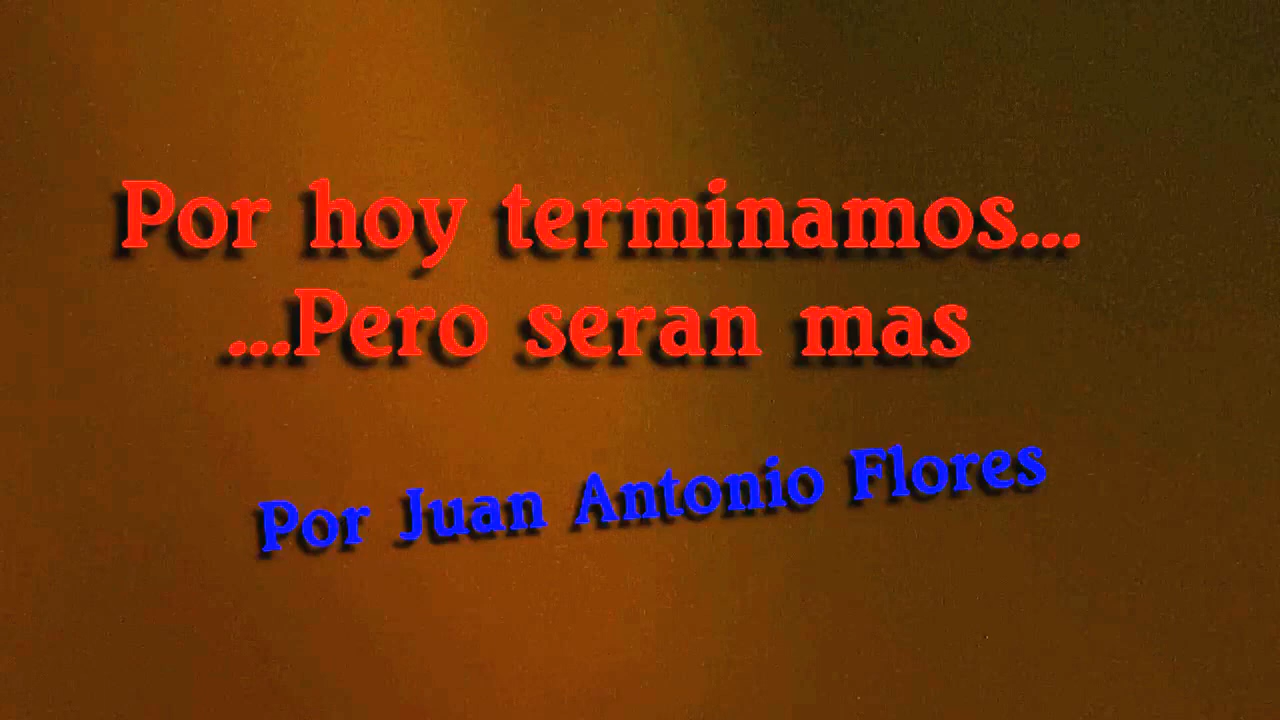 Por hoy terminamos...
...Pero seran mas
Por Juan Antonio Flores